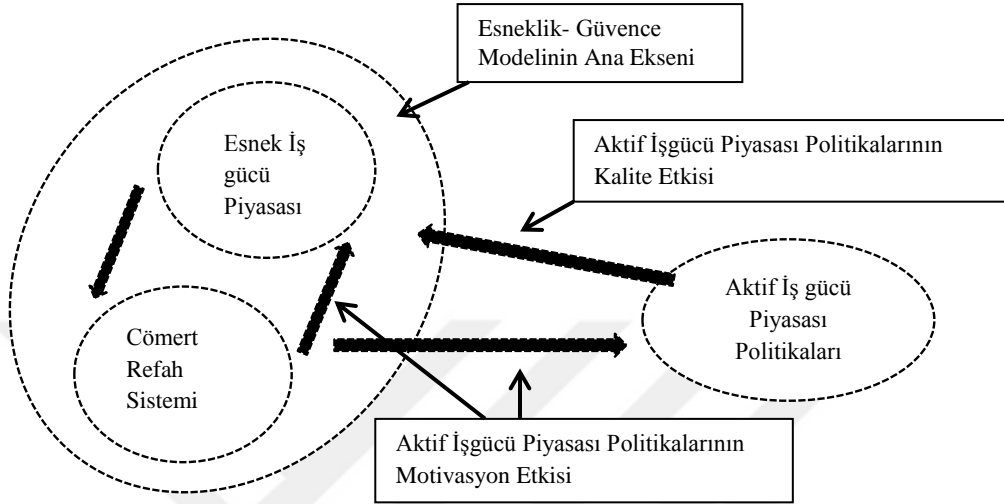 Esneklik- Güvence
Modelinin Ana Ekseni
Esnek İş
gücü
Piyasası
Aktif İşgücü Piyasası Politikalarının
Kalite Etkisi
Aktif İş gücü
Piyasası
Politikaları
Cömert
Refah
Sistemi
Aktif İşgücü Piyasası Politikalarının
Motivasyon Etkisi